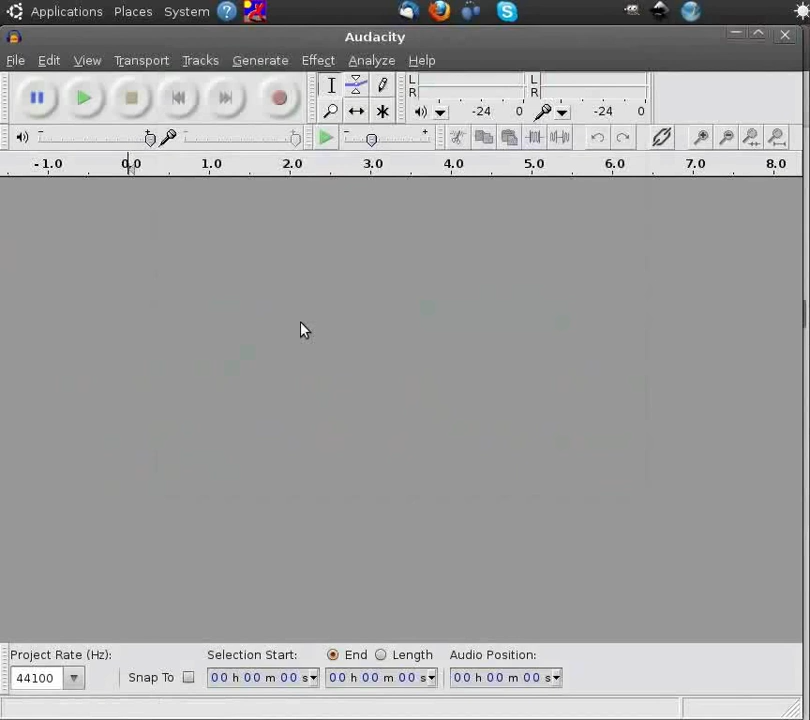 Applications Places System
Audacity
File Edit View Transport Tracks Generate Effect Analyze Help
L R -24 0 L R -24 0
-1.0 0.0 1.0 2.0 3.0 4.0 5.0 6.0 7.0 8.0
Project Rate (Hz): Selection Start: End Length Audio Position:
44100 Snap To 00 h 00 m 00 s 00 h 00 m 00 s 00 h 00 m 00 s